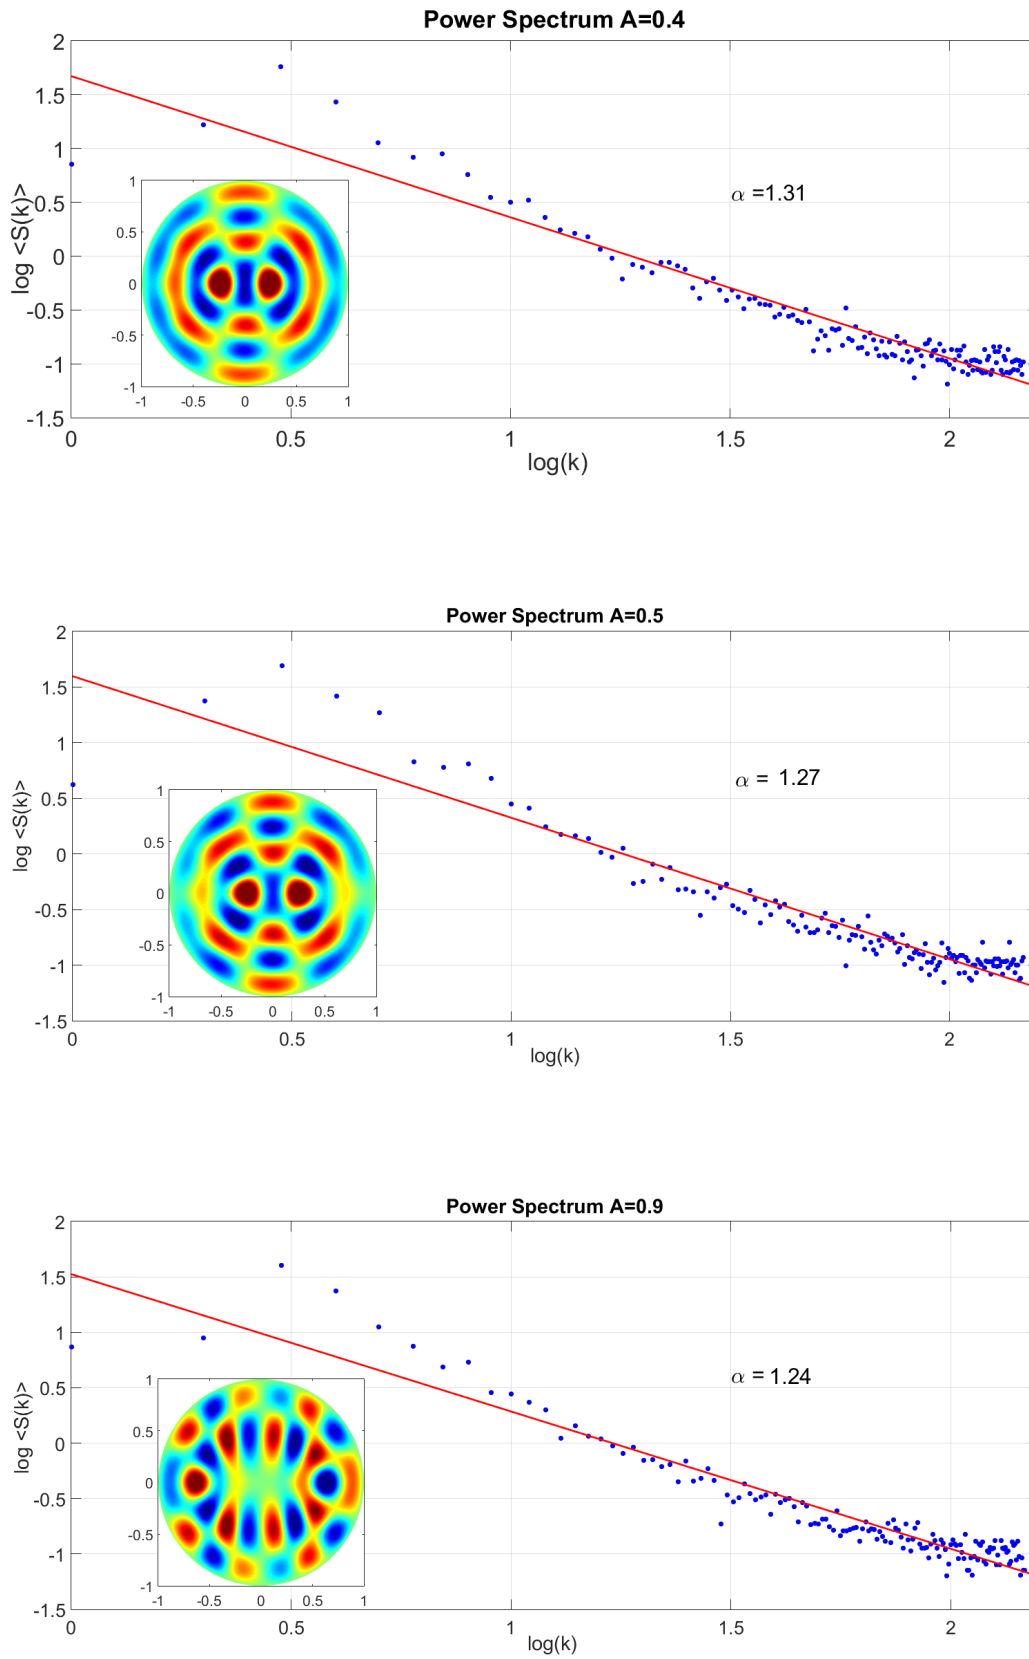 Power Spectrum A=0.4
2
1.5
1
0.5
0
-0.5
-1
-1.5
log <S(k)>
α =1.31
1
0.5
0
-0.5
-1
-1 -0.5 0 0.5 1
0 0.5 1 1.5 2
log(k)
Power Spectrum A=0.5
2
1.5
1
0.5
0
-0.5
-1
-1.5
log <S(k)>
α = 1.27
1
0.5
0
-0.5
-1
-1 -0.5 0 0.5 1
0 0.5 1 1.5 2
log(k)
Power Spectrum A=0.9
2
1.5
1
0.5
0
-0.5
-1
-1.5
log <S(k)>
α = 1.24
1
0.5
0
-0.5
-1
-1 -0.5 0 0.5 1
0 0.5 1 1.5 2
log(k)